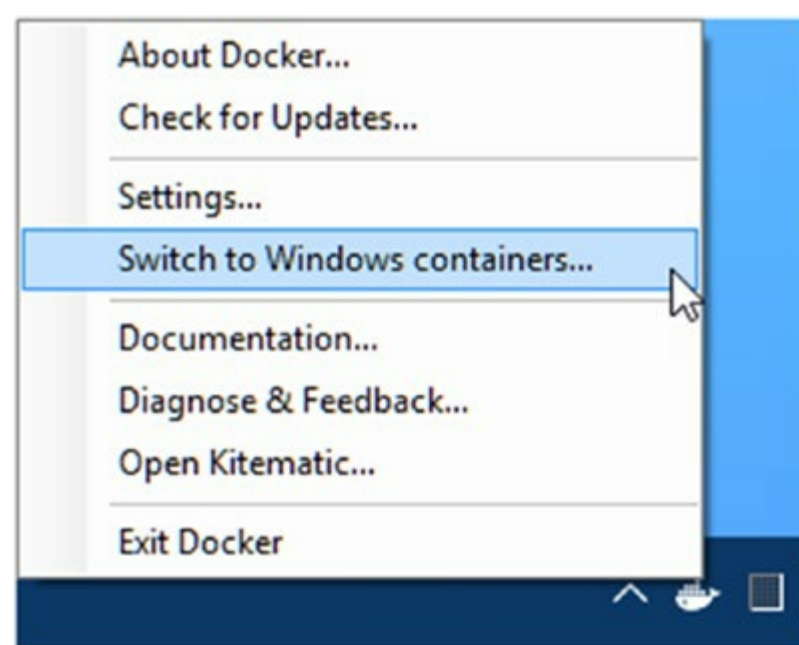 About Docker...
Check for Updates...
Settings...
Switch to Windows containers...
Documentation...
Diagnose & Feedback...
Open Kitematic...
Exit Docker